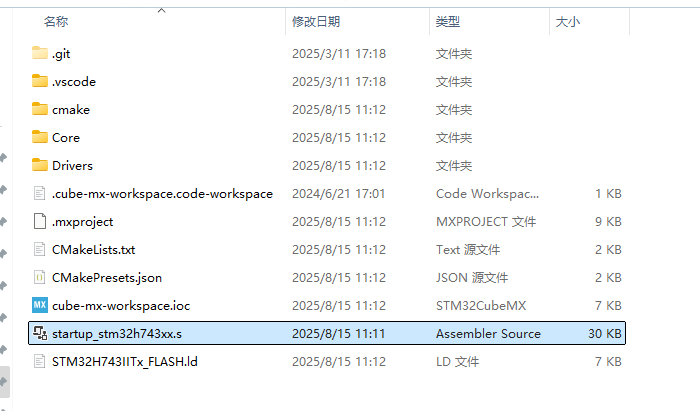 名称 修改日期 类型 大小
.git 2025/3/11 17:18 文件夹
.vscode 2025/3/11 17:18 文件夹
cmake 2025/8/15 11:12 文件夹
Core 2025/8/15 11:12 文件夹
Drivers 2025/8/15 11:12 文件夹
.cube-mx-workspace.code-workspace 2024/6/21 17:01 Code Workspac... 1 KB
.mxproject 2025/8/15 11:12 MXPROJECT 文件 9 KB
CMakeLists.txt 2025/8/15 11:12 Text 源文件 2 KB
CMakePresets.json 2025/8/15 11:12 JSON 源文件 2 KB
MX cube-mx-workspace.ioc 2025/8/15 11:12 STM32CubeMX 7 KB
startup_stm32h743xx.s 2025/8/15 11:11 Assembler Source 30 KB
STM32H743IITx_FLASH.ld 2025/8/15 11:12 LD 文件 7 KB